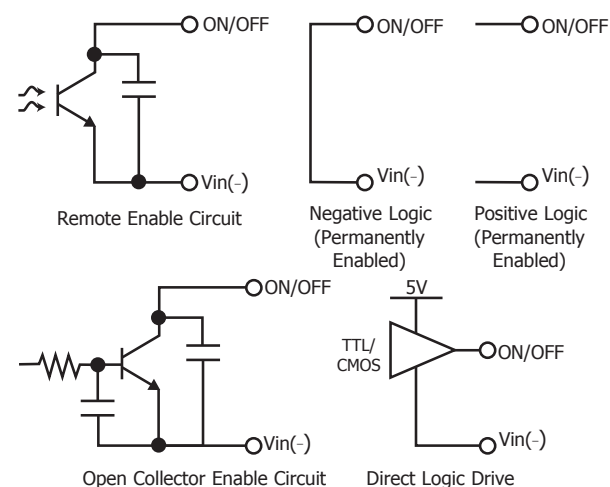 ON/OFF
Vin(-)
Remote Enable Circuit
ON/OFF
Vin(-)
Negative Logic
(Permanently
Enabled)
ON/OFF
Vin(-)
Positive Logic
(Permanently
Enabled)
ON/OFF
Vin(-)
Open Collector Enable Circuit
5V
TTL/
CMOS
ON/OFF
Vin(-)
Direct Logic Drive